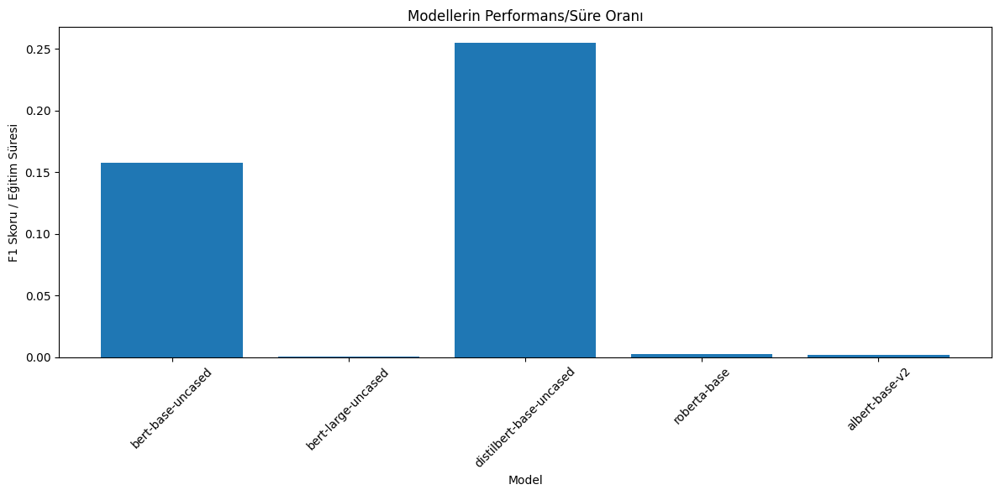 Modellerin Performans/Süre Oranı
F1 Skoru / Eğitim Süresi
0.25
0.20
0.15
0.10
0.05
0.00
bert-base-uncased
bert-large-uncased
distilbert-base-uncased
roberta-base
albert-base-v2
Model